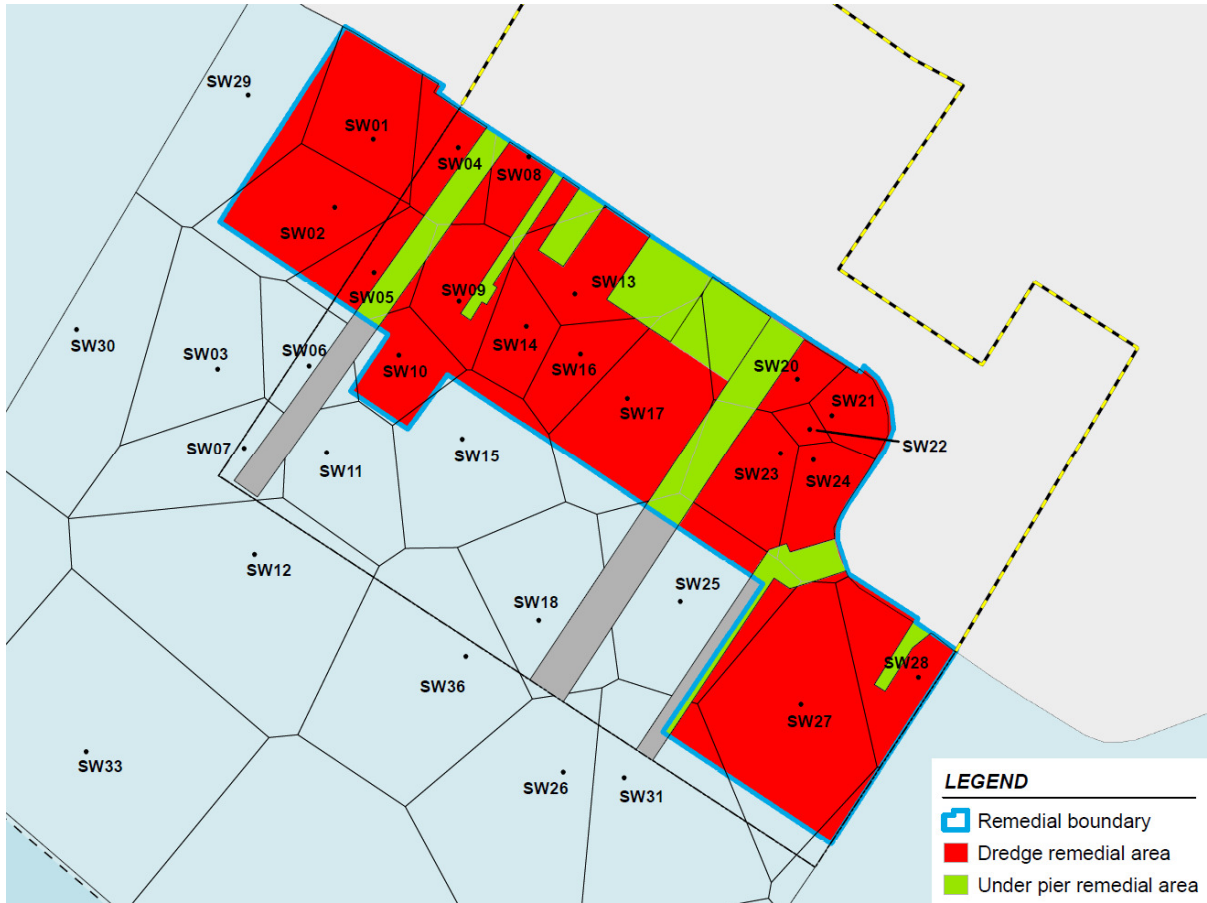 SW29
SW01
SW04
SW08
SW02
SW05
SW09
SW13
SW30
SW03
SW06
SW10
SW14
SW16
SW17
SW20
SW21
SW22
SW07
SW11
SW15
SW23
SW24
SW12
SW18
SW25
SW36
SW28
SW27
SW33
SW26
SW31
LEGEND
Remedial boundary
Dredge remedial area
Under pier remedial area